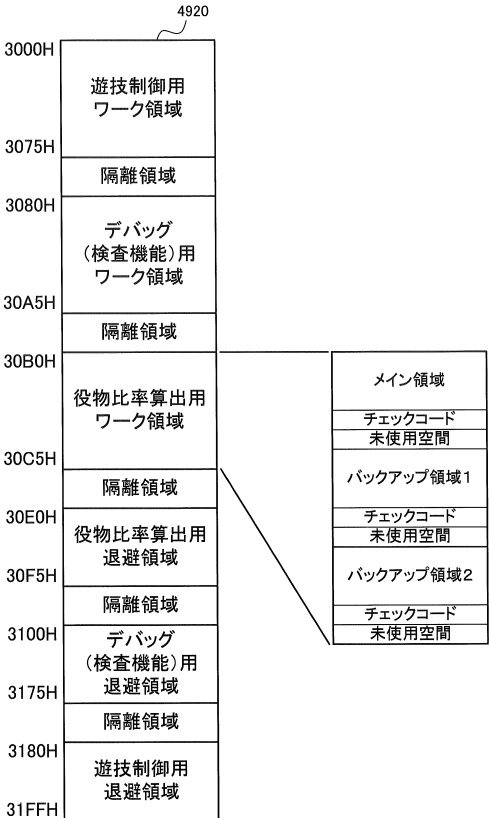 4920
3000H
遊技制御用
ワーク領域
3075H
隔離領域
3080H
デバッグ
(検査機能)用
ワーク領域
30A5H
隔離領域
30B0H
役物比率算出用
ワーク領域
30C5H
隔離領域
30E0H
役物比率算出用
退避領域
30F5H
隔離領域
3100H
デバッグ
(検査機能)用
退避領域
3175H
隔離領域
3180H
遊技制御用
退避領域
31FFH
メイン領域
チェックコード
未使用空間
バックアップ領域1
チェックコード
未使用空間
バックアップ領域2
チェックコード
未使用空間